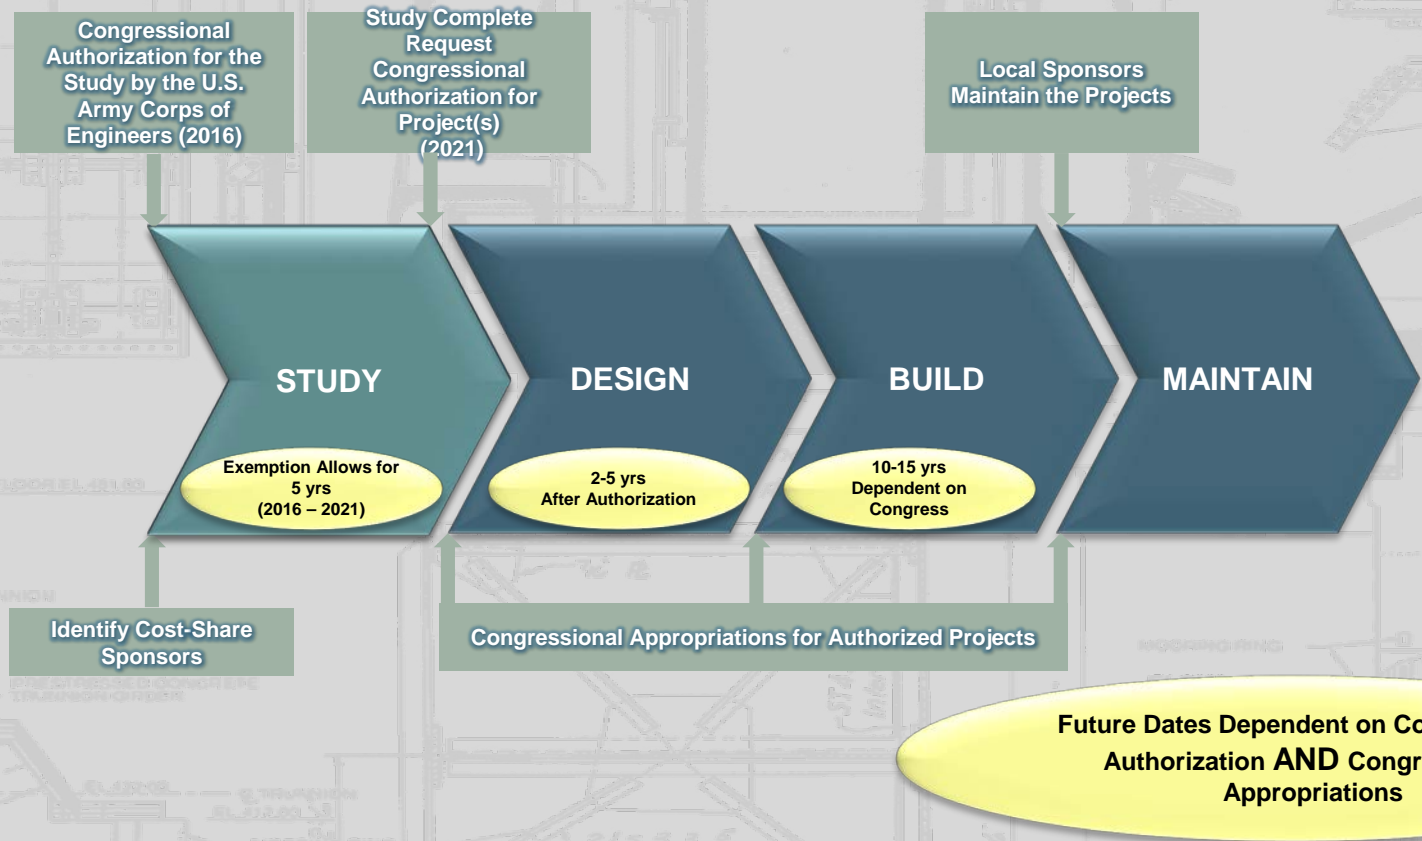 Congressional
Authorization for the
Study by the U.S.
Army Corps of
Engineers (2016)
Study Complete
Request
Congressional
Authorization for
Project(s)
(2021)
Local Sponsors
Maintain the Projects
STUDY
DESIGN
BUILD
MAINTAIN
Exemption Allows for
5 yrs
(2016 – 2021)
2-5 yrs
After Authorization
10-15 yrs
Dependent on
Congress
Identify Cost-Share
Sponsors
Congressional Appropriations for Authorized Projects
Future Dates Dependent on
Authorization AND
Appropriations